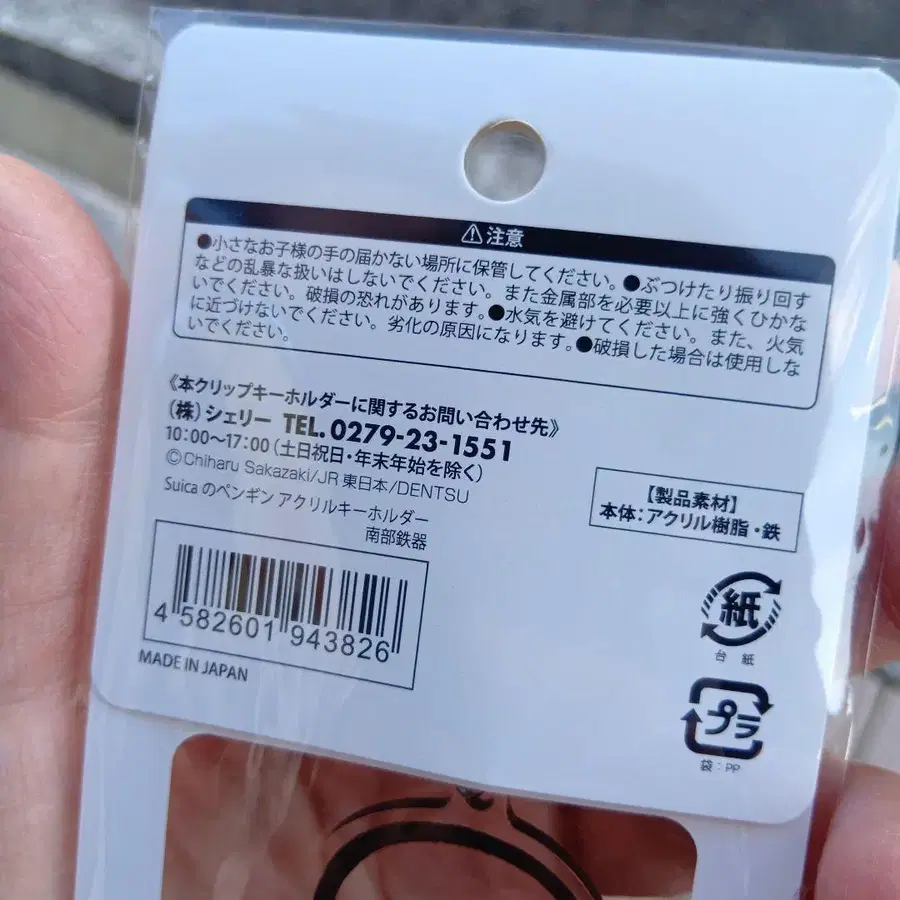 ⚠注意
●小さなお子様の手の届かない場所に保管してください。●ぶつけたり振り回す
などの乱暴な扱いはしないでください。また金属部を必要以上に強くひかな
いでください。破損の恐れがあります。●水気を避けてください。また、火気
に近づけないでください。劣化の原因になります。●破損した場合は使用しな
いでください。
《本クリップキーホルダーに関するお問い合わせ先》
(株)シェリー TEL. 0279-23-1551
10:00〜17:00(土日祝日・年末年始を除く)
©Chiharu Sakazaki/JR東日本/DENTSU
Suicaのペンギン アクリルキーホルダー
南部鉄器
【製品素材】
本体:アクリル樹脂・鉄
4 582601 943826
MADE IN JAPAN
紙
台 紙
プラ
袋:PP